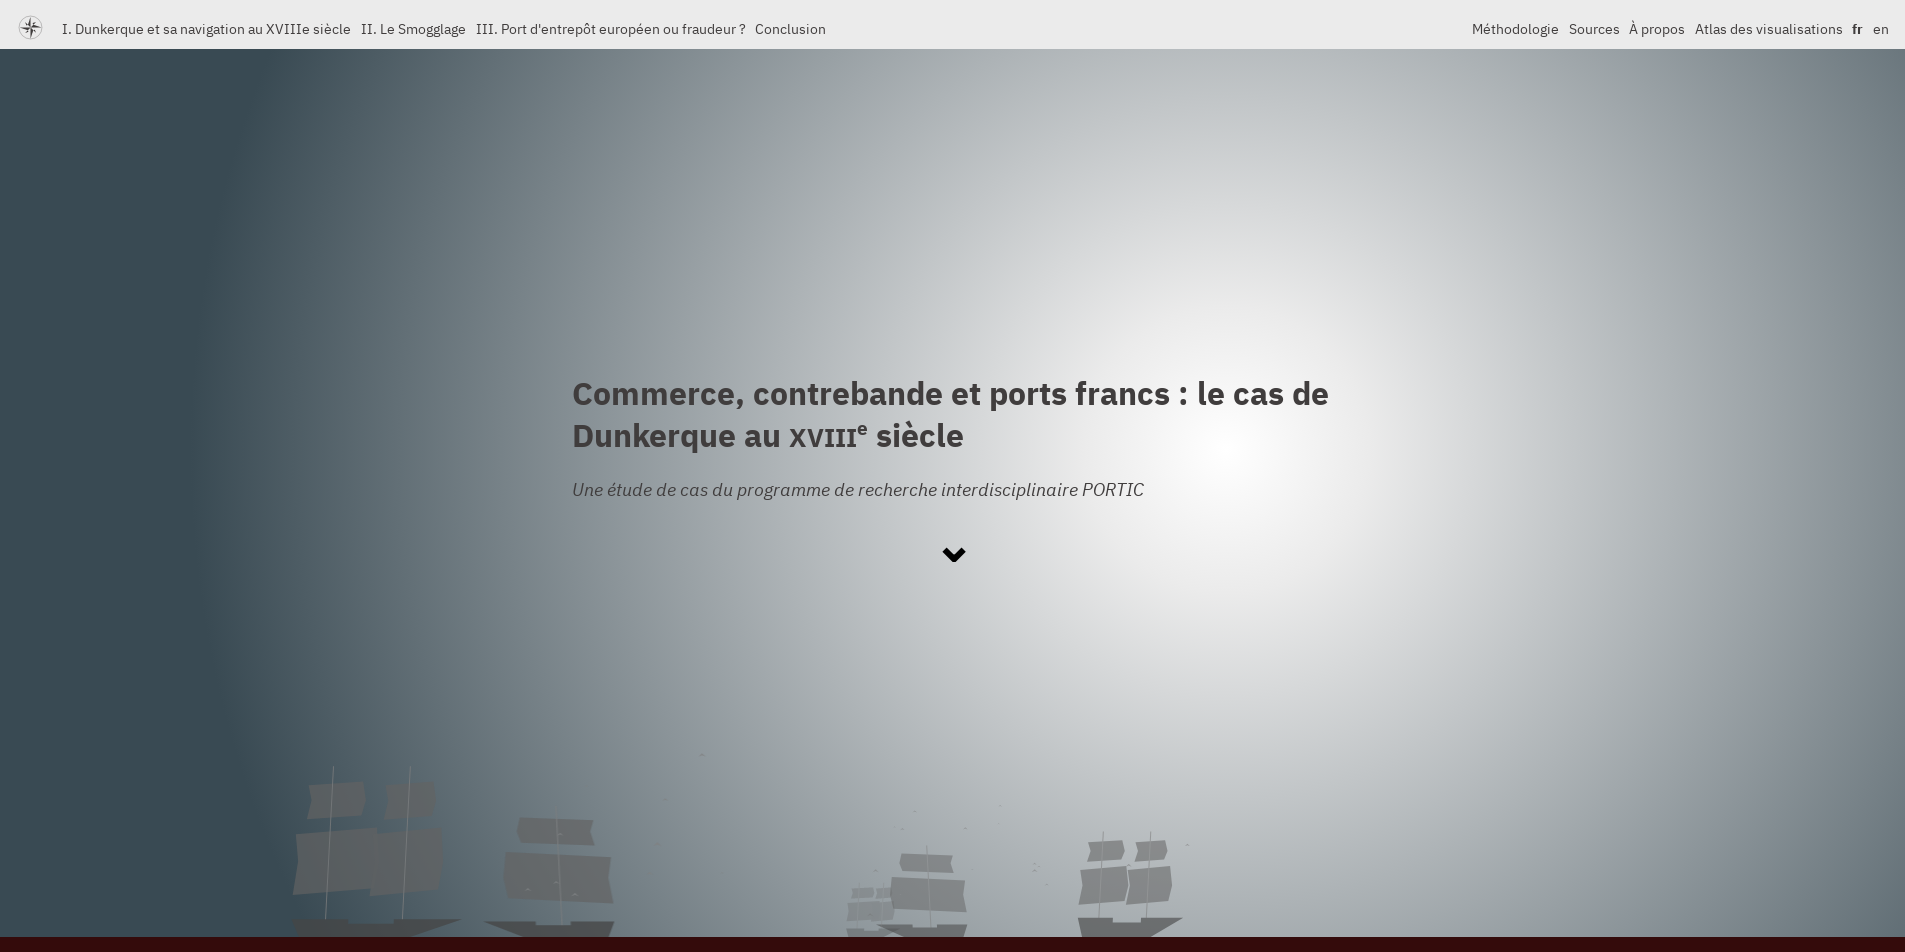 I. Dunkerque et sa navigation au XVIIIe siècle II. Le Smogglage III. Port d'entrepôt européen ou fraudeur ? Conclusion Méthodologie Sources À propos Atlas des visualisations fr en
Commerce, contrebande et ports francs : le cas de
Dunkerque au XVIIIe siècle
Une étude de cas du programme de recherche interdisciplinaire PORTIC